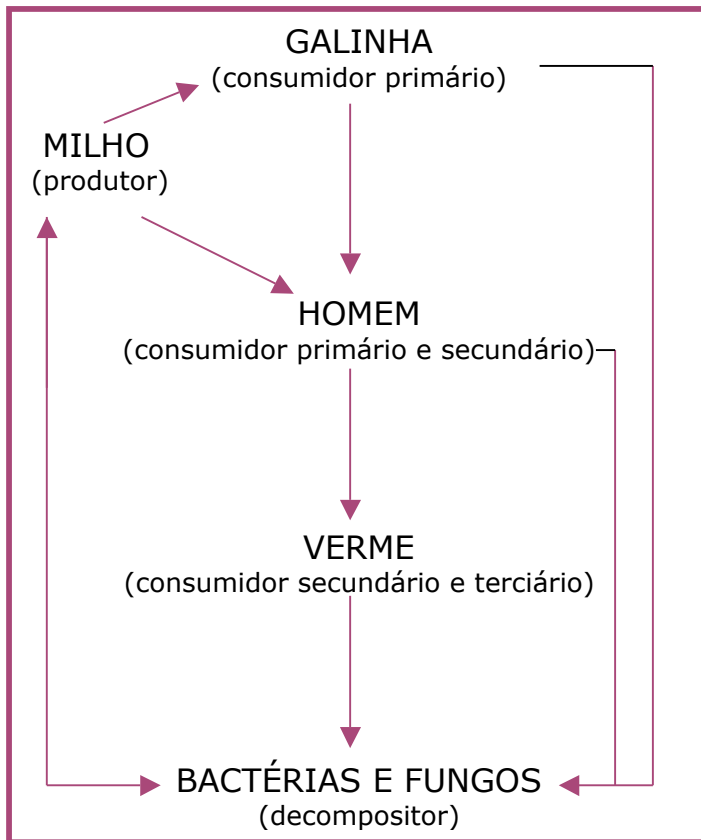 GALINHA
(consumidor primário)
MILHO
(produtor)
HOMEM
(consumidor primário e secundário)
VERME
(consumidor secundário e terciário)
BACTÉRIAS E FUNGOS
(decompositor)